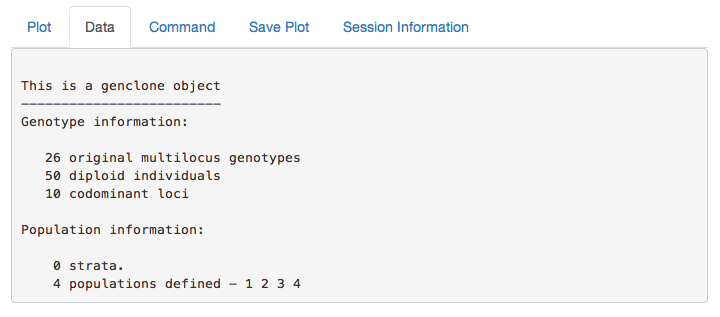 Plot Data Command Save Plot Session Information
This is a genclone object
-------------------------
Genotype information:
26 original multilocus genotypes
50 diploid individuals
10 codominant loci
Population information:
0 strata.
4 populations defined – 1 2 3 4